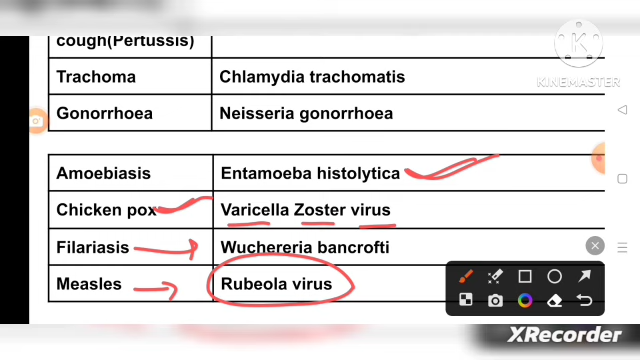 cough(Pertussis)
Trachoma Chlamydia trachomatis
Gonorrhoea Neisseria gonorrhoea
Amoebiasis Entamoeba histolytica
Chicken pox Varicella Zoster virus
Filariasis Wuchereria bancrofti
Measles Rubeola virus
K
KINEMASTER
XRecorder